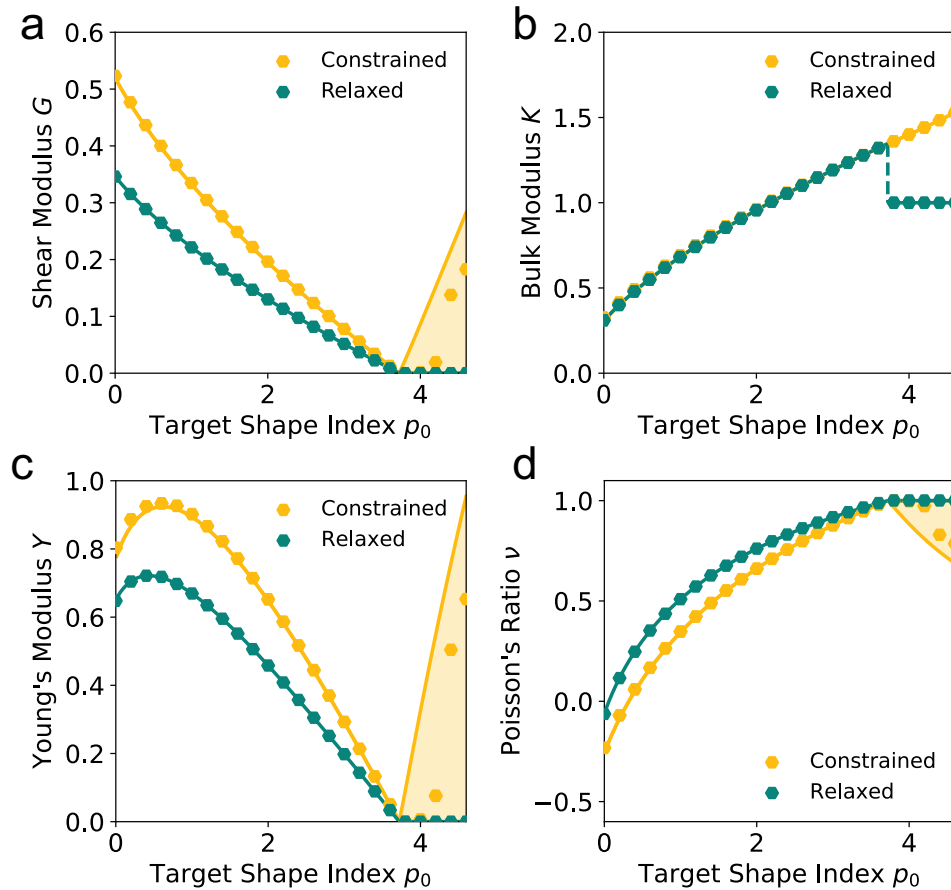 a
0.6
0.5
0.4
0.3
0.2
0.1
0.0
0 2 4
Shear Modulus G
Target Shape Index p₀
Constrained
Relaxed
b
2.0
1.5
1.0
0.5
0.0
0 2 4
Bulk Modulus K
Target Shape Index p₀
Constrained
Relaxed
c
1.0
0.8
0.6
0.4
0.2
0.0
0 2 4
Young's Modulus Y
Target Shape Index p₀
Constrained
Relaxed
d
1.0
0.5
0.0
−0.5
0 2 4
Poisson's Ratio ν
Target Shape Index p₀
Constrained
Relaxed